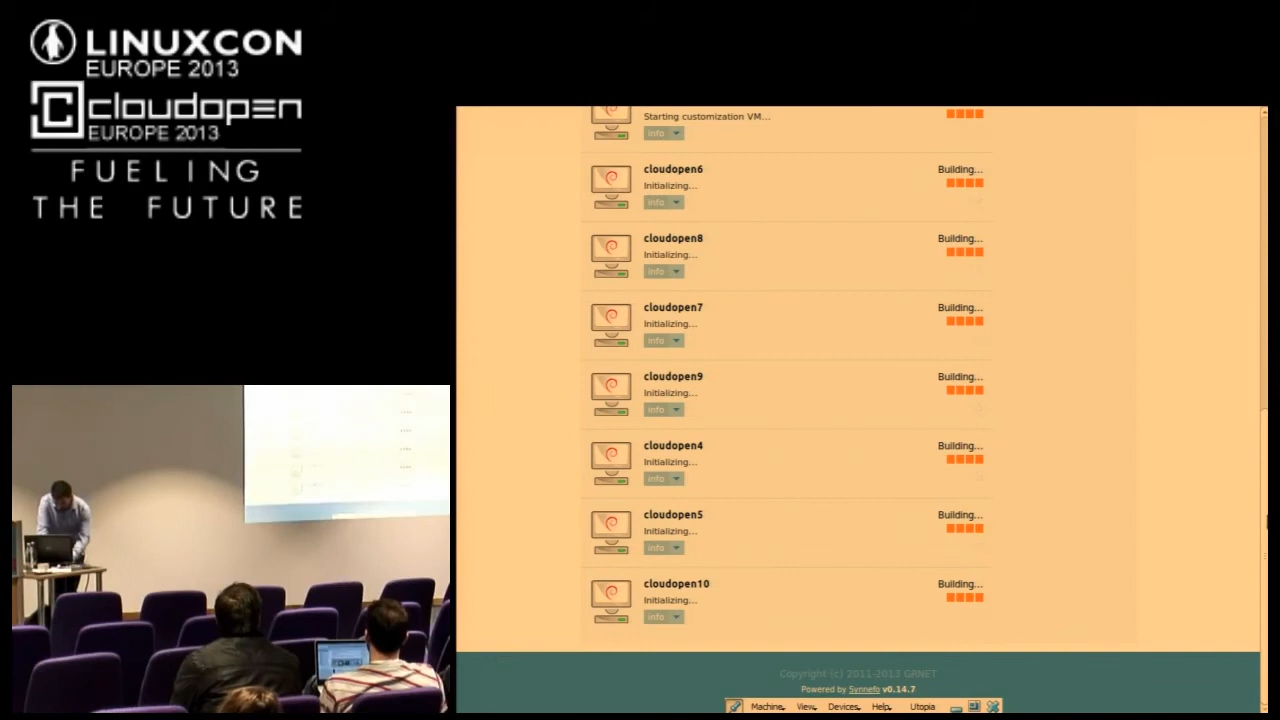 LINUXCON
EUROPE 2013
cloudopen
EUROPE 2013
FUELING
THE FUTURE
Starting customization VM...
info
cloudopen6
Building...
Initializing...
info
cloudopen8
Building...
Initializing...
info
cloudopen7
Building...
Initializing...
info
cloudopen9
Building...
Initializing...
info
cloudopen4
Building...
Initializing...
info
cloudopen5
Building...
Initializing...
info
cloudopen10
Building...
Initializing...
info
Copyright (c) 2011-2013 GRNET
Powered by Synnefo v0.14.7
Machine View Devices Help Utopia